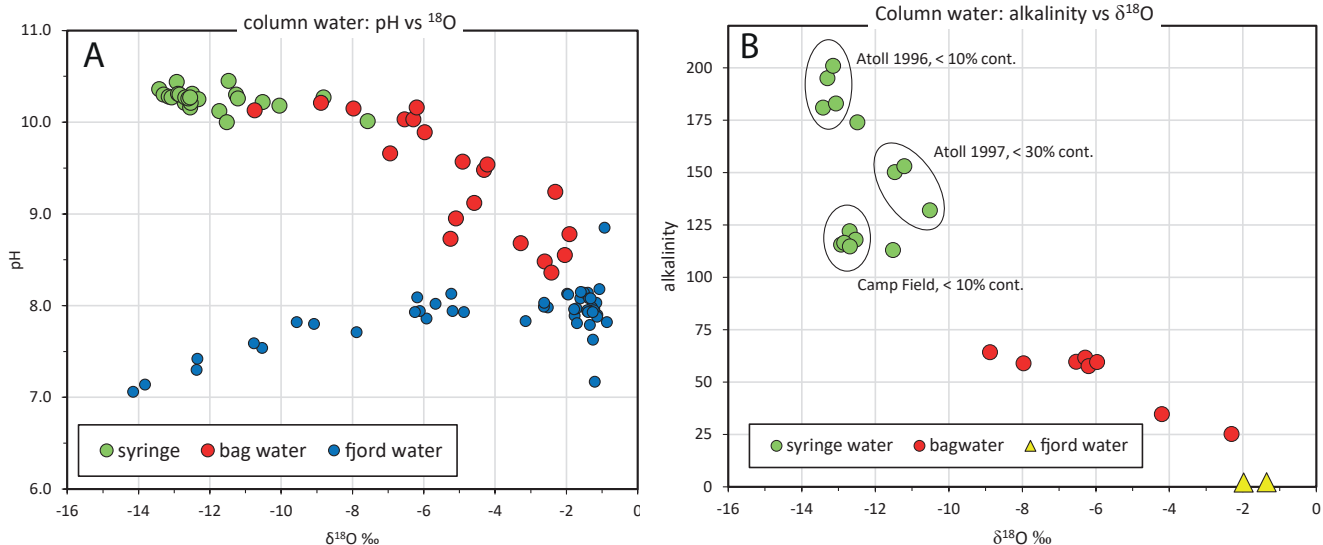 column water: pH vs ¹⁸O
A
11.0
10.0
9.0
8.0
7.0
6.0
pH
syringe bag water fjord water
-16 -14 -12 -10 -8 -6 -4 -2 0
δ¹⁸O ‰
Column water: alkalinity vs δ¹⁸O
B
200
175
150
125
100
75
50
25
0
alkalinity
Atoll 1996, < 10% cont.
Atoll 1997, < 30% cont.
Camp Field, < 10% cont.
syringe water bagwater fjord water
-16 -14 -12 -10 -8 -6 -4 -2 0
δ¹⁸O ‰